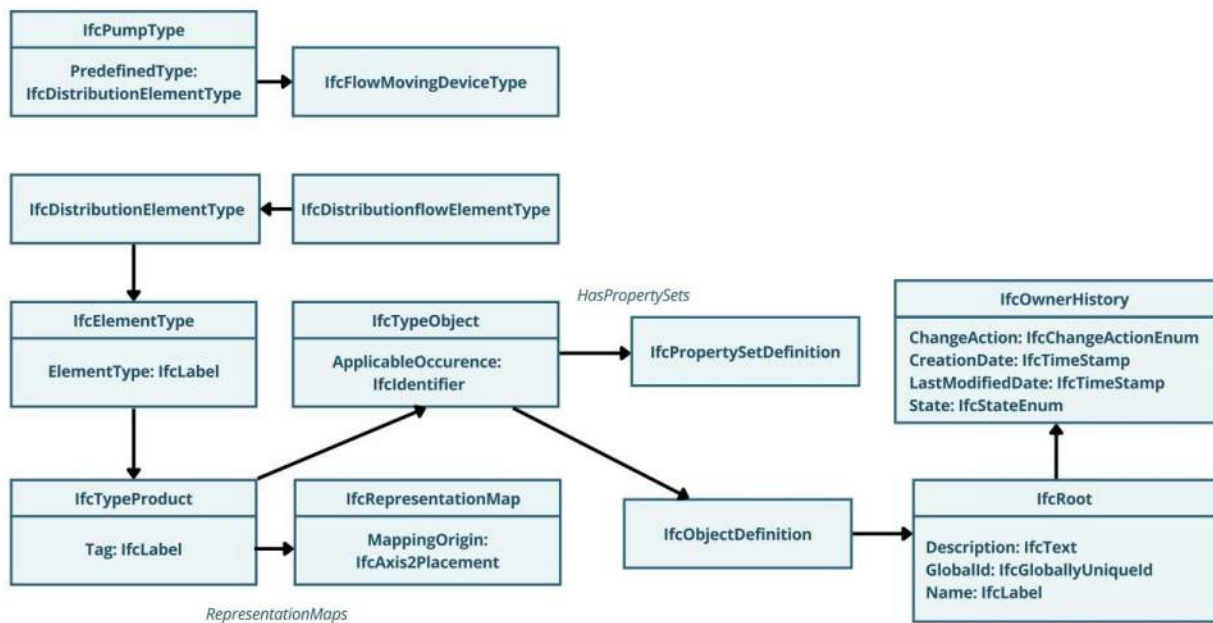 IfcPumpType
PredefinedType:
IfcDistributionElementType
IfcFlowMovingDeviceType
IfcDistributionElementType
IfcDistributionflowElementType
HasPropertySets
IfcElementType
ElementType: IfcLabel
IfcTypeObject
ApplicableOccurence:
IfcIdentifier
IfcPropertySetDefinition
IfcOwnerHistory
ChangeAction: IfcChangeActionEnum
CreationDate: IfcTimeStamp
LastModifiedDate: IfcTimeStamp
State: IfcStateEnum
IfcTypeProduct
Tag: IfcLabel
IfcRepresentationMap
MappingOrigin:
IfcAxis2Placement
IfcObjectDefinition
IfcRoot
Description: IfcText
GlobalId: IfcGloballyUniqueId
Name: IfcLabel
RepresentationMaps